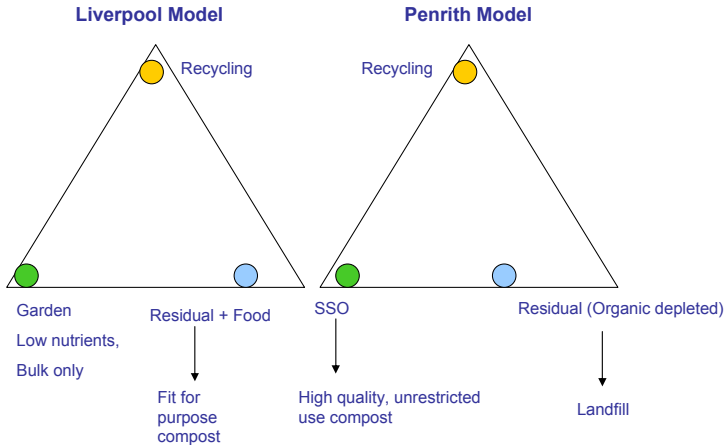 Liverpool Model
Recycling
Garden
Low nutrients,
Bulk only
Residual + Food
Fit for
purpose
compost
Penrith Model
Recycling
SSO
High quality, unrestricted
use compost
Residual (Organic depleted)
Landfill